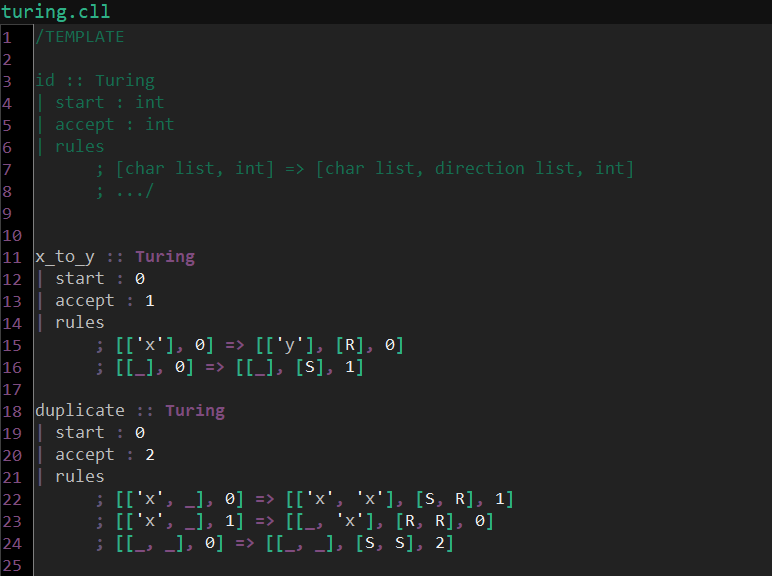 turing.cll
1 /TEMPLATE
2
3 id :: Turing
4 | start : int
5 | accept : int
6 | rules
7 ; [char list, int] => [char list, direction list, int]
8 ; .../
9
10
11 x_to_y :: Turing
12 | start : 0
13 | accept : 1
14 | rules
15 ; [['x'], 0] => [['y'], [R], 0]
16 ; [[_], 0] => [[_], [S], 1]
17
18 duplicate :: Turing
19 | start : 0
20 | accept : 2
21 | rules
22 ; [['x', _], 0] => [['x', 'x'], [S, R], 1]
23 ; [['x', _], 1] => [[_, 'x'], [R, R], 0]
24 ; [[_, _], 0] => [[_, _], [S, S], 2]
25